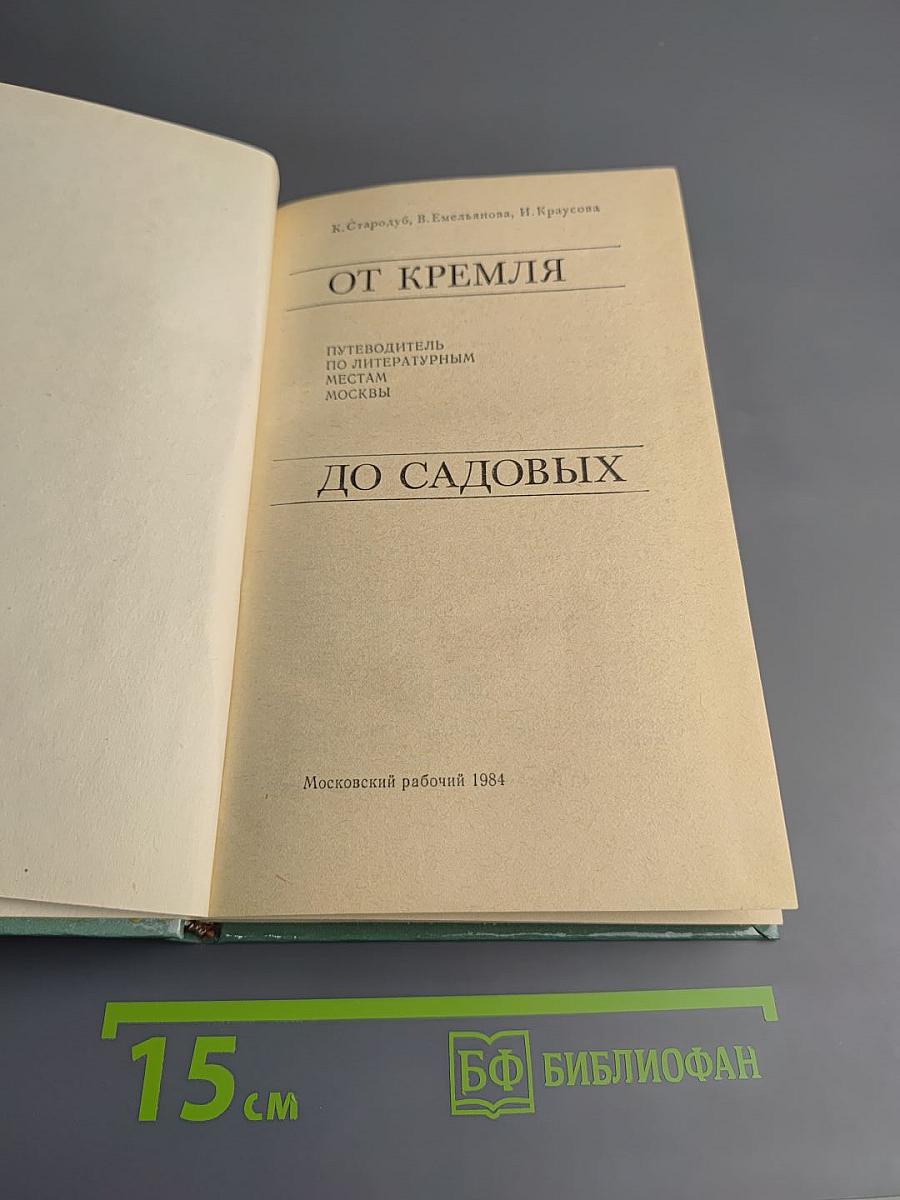 К. Стародуб, В. Емельянова, И. Краусова
ОТ КРЕМЛЯ
ПУТЕВОДИТЕЛЬ
ПО ЛИТЕРАТУРНЫМ
МЕСТАМ
МОСКВЫ
ДО САДОВЫХ
Московский рабочий 1984
15 см
БФ БИБЛИОФАН